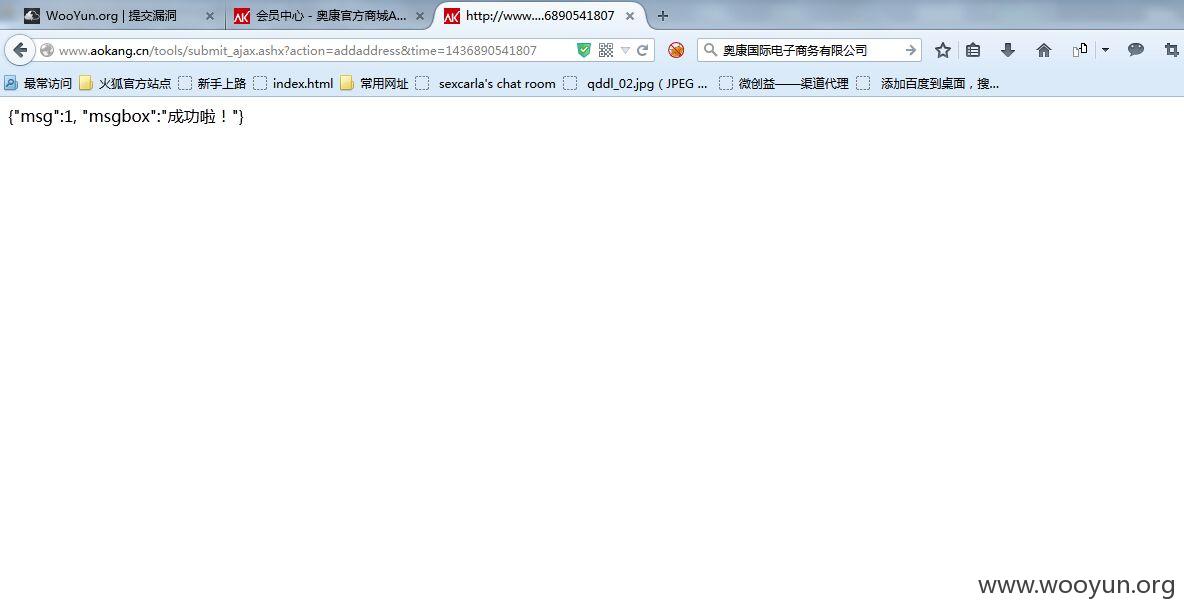 WooYun.org | 提交漏洞 会员中心 - 奥康官方商城A... http://www....6890541807
www.aokang.cn/tools/submit_ajax.ashx?action=addaddress&time=1436890541807 奥康国际电子商务有限公司
最常访问 火狐官方站点 新手上路 index.html 常用网址 sexcarla's chat room qddl_02.jpg ( JPEG ... 微创益——渠道代理 添加百度到桌面，搜...
{"msg":1, "msgbox":"成功啦！"}
www.wooyun.org